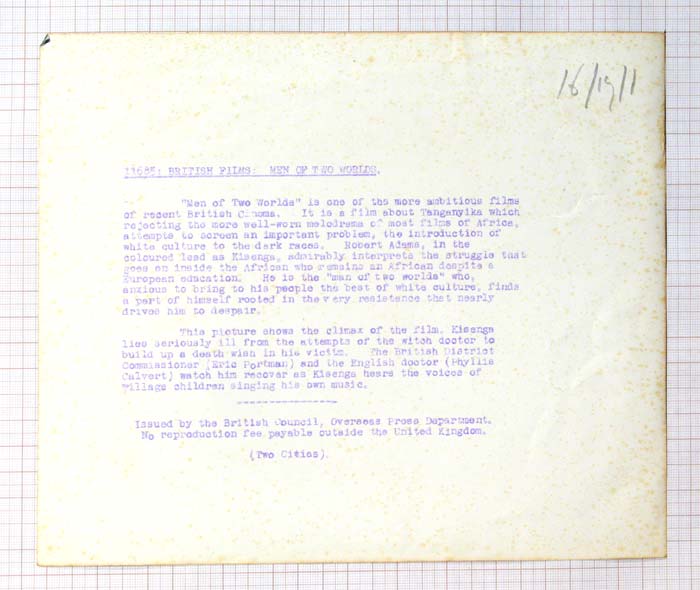 16/19/1
11685: BRITISH FILMS: MEN OF TWO WORLDS.
"Men of Two Worlds" is one of the more ambitious films
of recent British Cinema. It is a film about Tanganyika which
rejecting the more well-worn melodrama of most films of Africa,
attempts to screen an important problem, the introduction of
white culture to the dark races. Robert Adams, in the
coloured lead as Kisenga, admirably interprets the struggle that
goes on inside the African who remains an African despite a
European education. He is the "man of two worlds" who,
anxious to bring to his people the best of white culture, finds
a part of himself rooted in the very resistance that nearly
drives him to despair.
This picture shows the climax of the film. Kisenga
lies seriously ill from the attempts of the witch doctor to
build up a death wish in his victim. The British District
Commissioner (Eric Portman) and the English doctor (Phyllis
Calvert) watch him recover as Kisenga hears the voices of
village children singing his own music.
---------------
Issued by the British Council, Overseas Press Department.
No reproduction fee payable outside the United Kingdom.
(Two Cities).